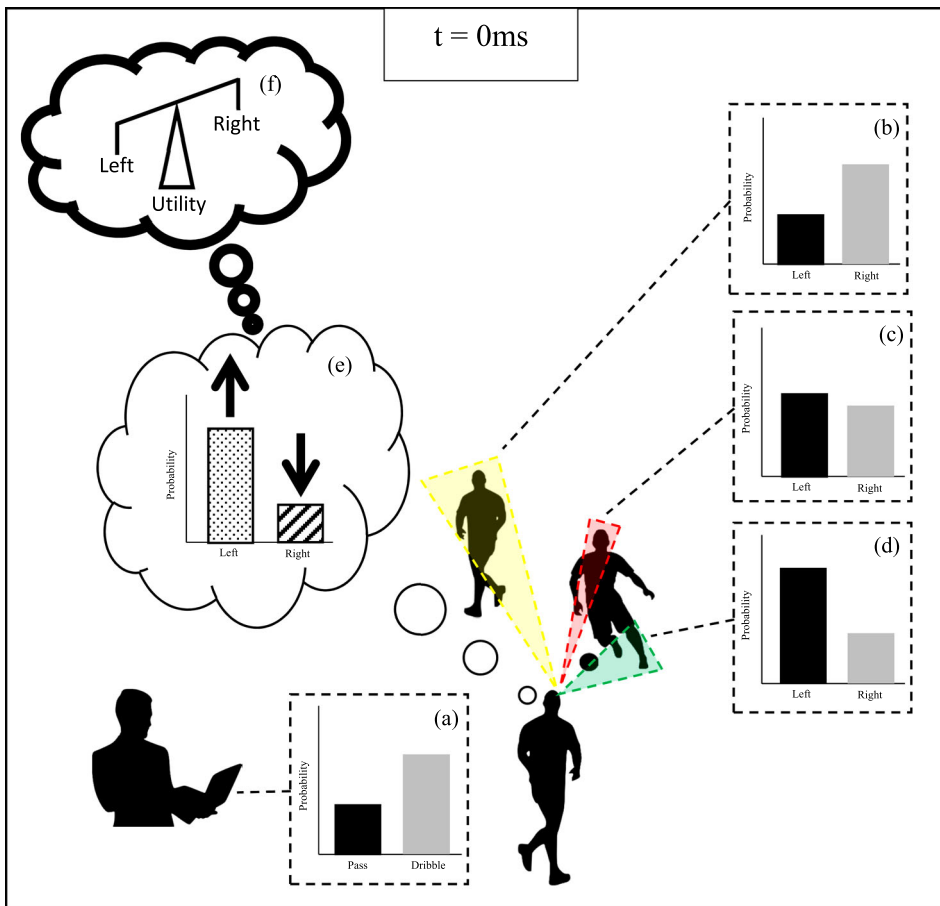 t = 0ms
(f)
Left
Right
Utility
(b)
Probability
Left Right
(e)
Probability
Left Right
(c)
Probability
Left Right
(d)
Probability
Left Right
(a)
Probability
Pass Dribble